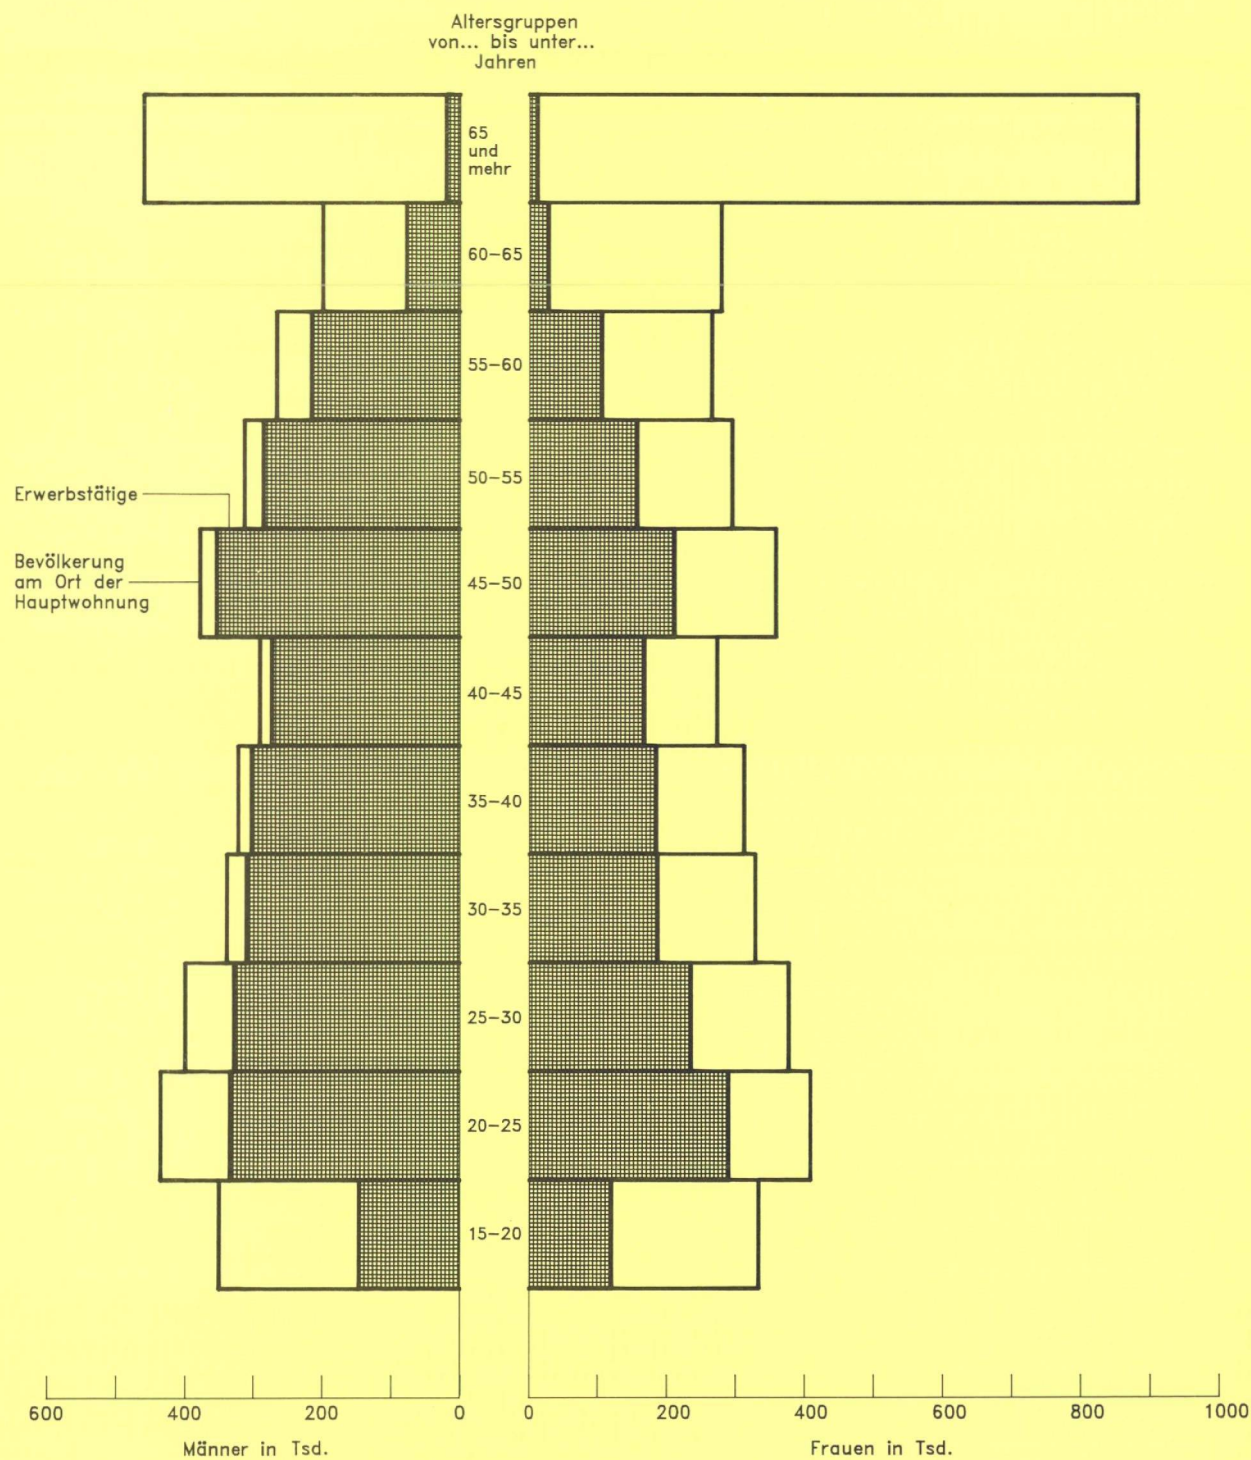 Altersgruppen
von... bis unter...
Jahren
65
und
mehr
60-65
55-60
50-55
Erwerbstätige
Bevölkerung
am Ort der
Hauptwohnung
45-50
40-45
35-40
30-35
25-30
20-25
15-20
600 400 200 0 0 200 400 600 800 1000
Männer in Tsd. Frauen in Tsd.